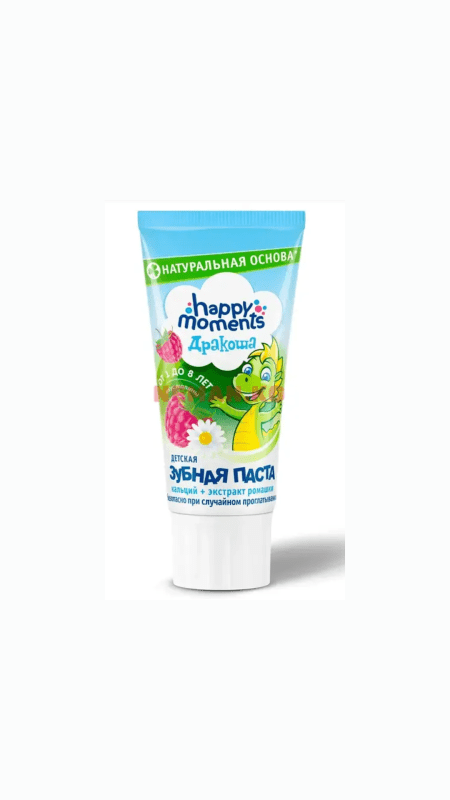 НАТУРАЛЬНАЯ ОСНОВА*
happy
moments
Дракоша
ОТ 1 ДО 8 ЛЕТ
ДЕТСКАЯ
ЗУБНАЯ ПАСТА
кальций + экстракт ромашки
безопасно при случайном проглатывании